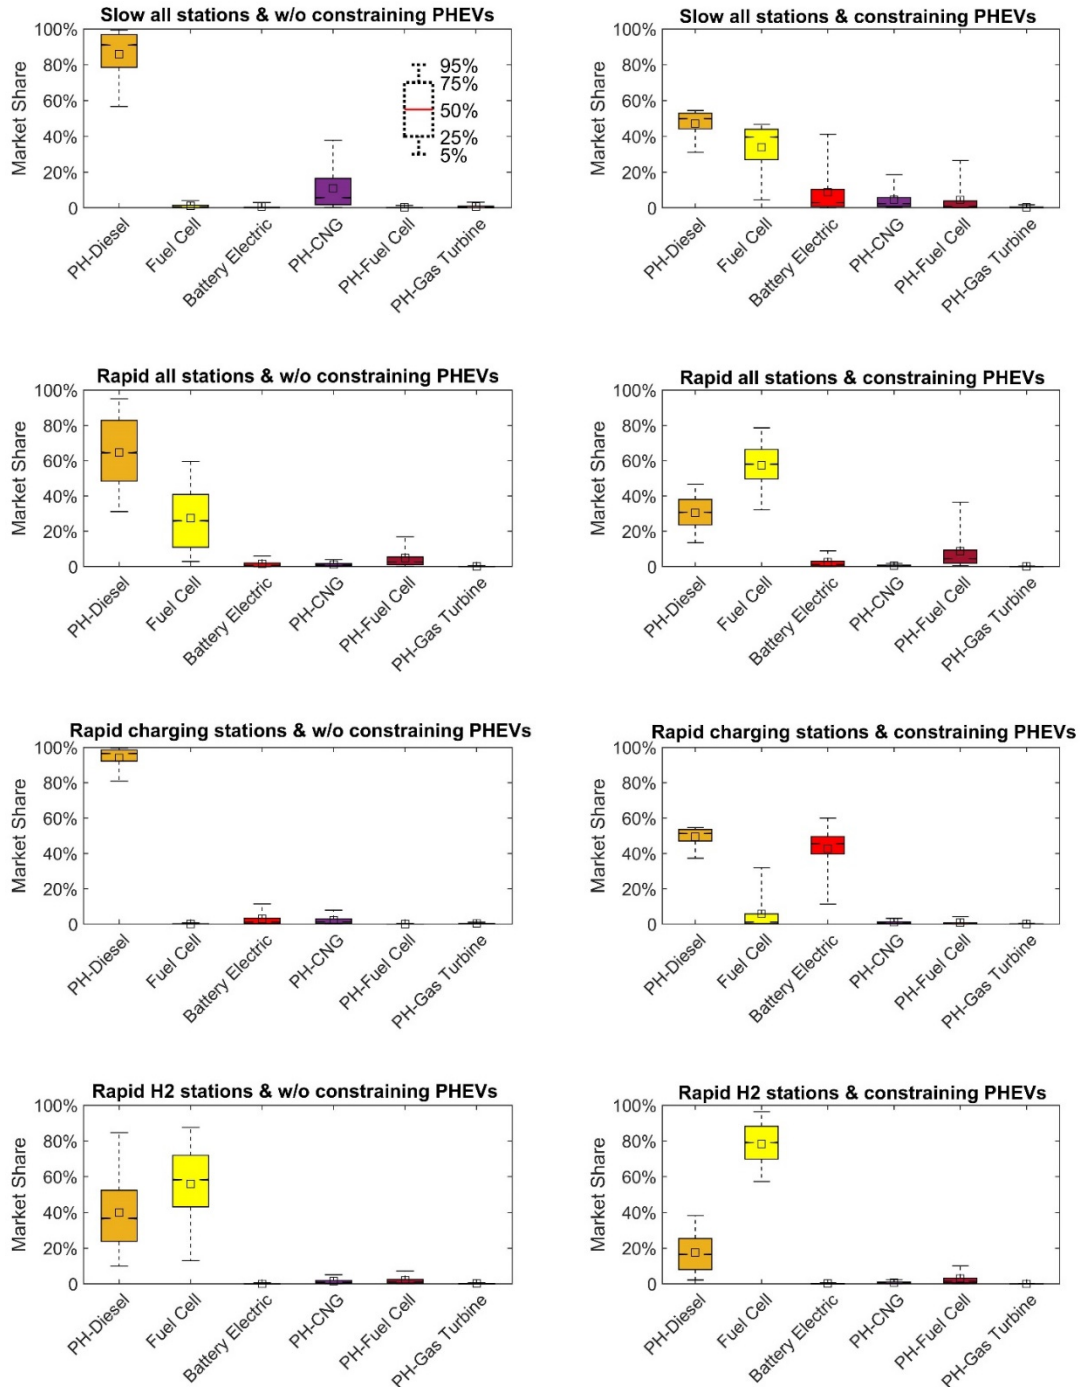 Slow all stations & w/o constraining PHEVs
Market Share
100%
80%
60%
40%
20%
0
95%
75%
50%
25%
5%
PH-Diesel
Fuel Cell
Battery Electric
PH-CNG
PH-Fuel Cell
PH-Gas Turbine
Slow all stations & constraining PHEVs
Market Share
100%
80%
60%
40%
20%
0
PH-Diesel
Fuel Cell
Battery Electric
PH-CNG
PH-Fuel Cell
PH-Gas Turbine
Rapid all stations & w/o constraining PHEVs
Market Share
100%
80%
60%
40%
20%
0
PH-Diesel
Fuel Cell
Battery Electric
PH-CNG
PH-Fuel Cell
PH-Gas Turbine
Rapid all stations & constraining PHEVs
Market Share
100%
80%
60%
40%
20%
0
PH-Diesel
Fuel Cell
Battery Electric
PH-CNG
PH-Fuel Cell
PH-Gas Turbine
Rapid charging stations & w/o constraining PHEVs
Market Share
100%
80%
60%
40%
20%
0
PH-Diesel
Fuel Cell
Battery Electric
PH-CNG
PH-Fuel Cell
PH-Gas Turbine
Rapid charging stations & constraining PHEVs
Market Share
100%
80%
60%
40%
20%
0
PH-Diesel
Fuel Cell
Battery Electric
PH-CNG
PH-Fuel Cell
PH-Gas Turbine
Rapid H2 stations & w/o constraining PHEVs
Market Share
100%
80%
60%
40%
20%
0
PH-Diesel
Fuel Cell
Battery Electric
PH-CNG
PH-Fuel Cell
PH-Gas Turbine
Rapid H2 stations & constraining PHEVs
Market Share
100%
80%
60%
40%
20%
0
PH-Diesel
Fuel Cell
Battery Electric
PH-CNG
PH-Fuel Cell
PH-Gas Turbine